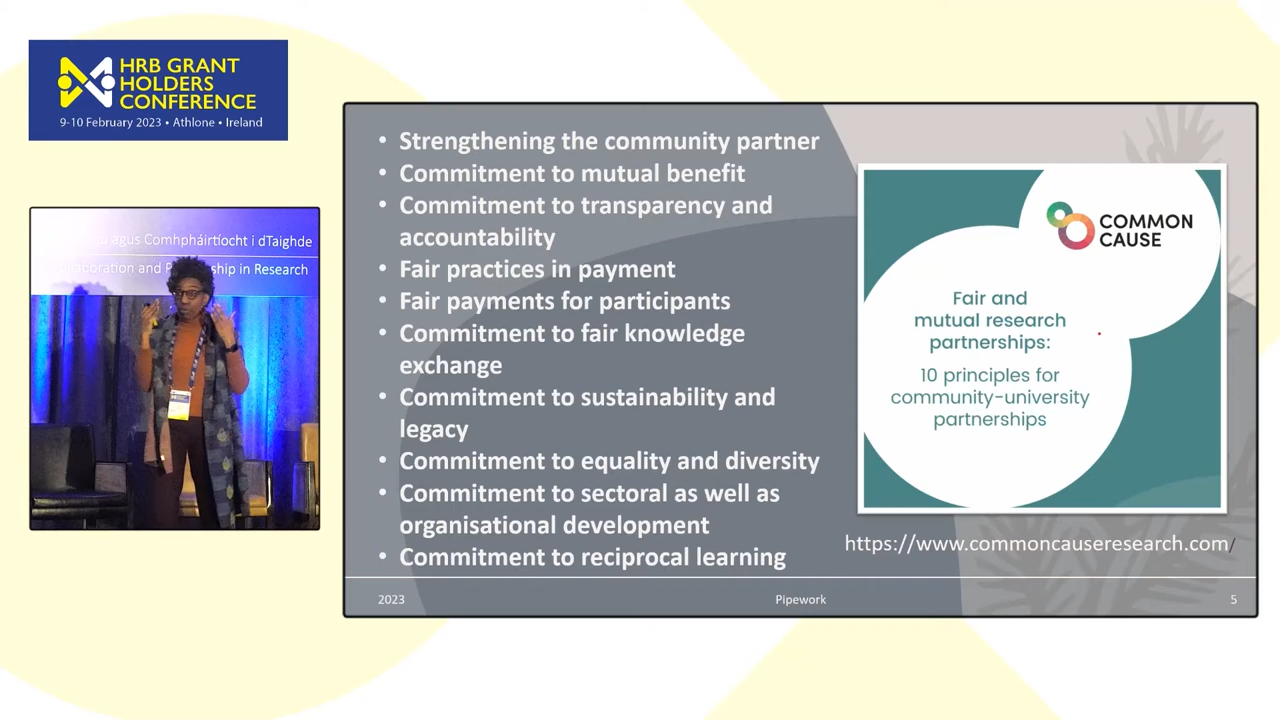 HRB GRANT
HOLDERS
CONFERENCE
9-10 February 2023 • Athlone • Ireland
agus Comhpháirtíocht i dTaighde
in Research
• Strengthening the community partner
• Commitment to mutual benefit
• Commitment to transparency and
accountability
• Fair practices in payment
• Fair payments for participants
• Commitment to fair knowledge
exchange
• Commitment to sustainability and
legacy
• Commitment to equality and diversity
• Commitment to sectoral as well as
organisational development
• Commitment to reciprocal learning
COMMON
CAUSE
Fair and
mutual research
partnerships:
10 principles for
community-university
partnerships
https://www.commoncauseresearch.com/
2023
Pipework
5